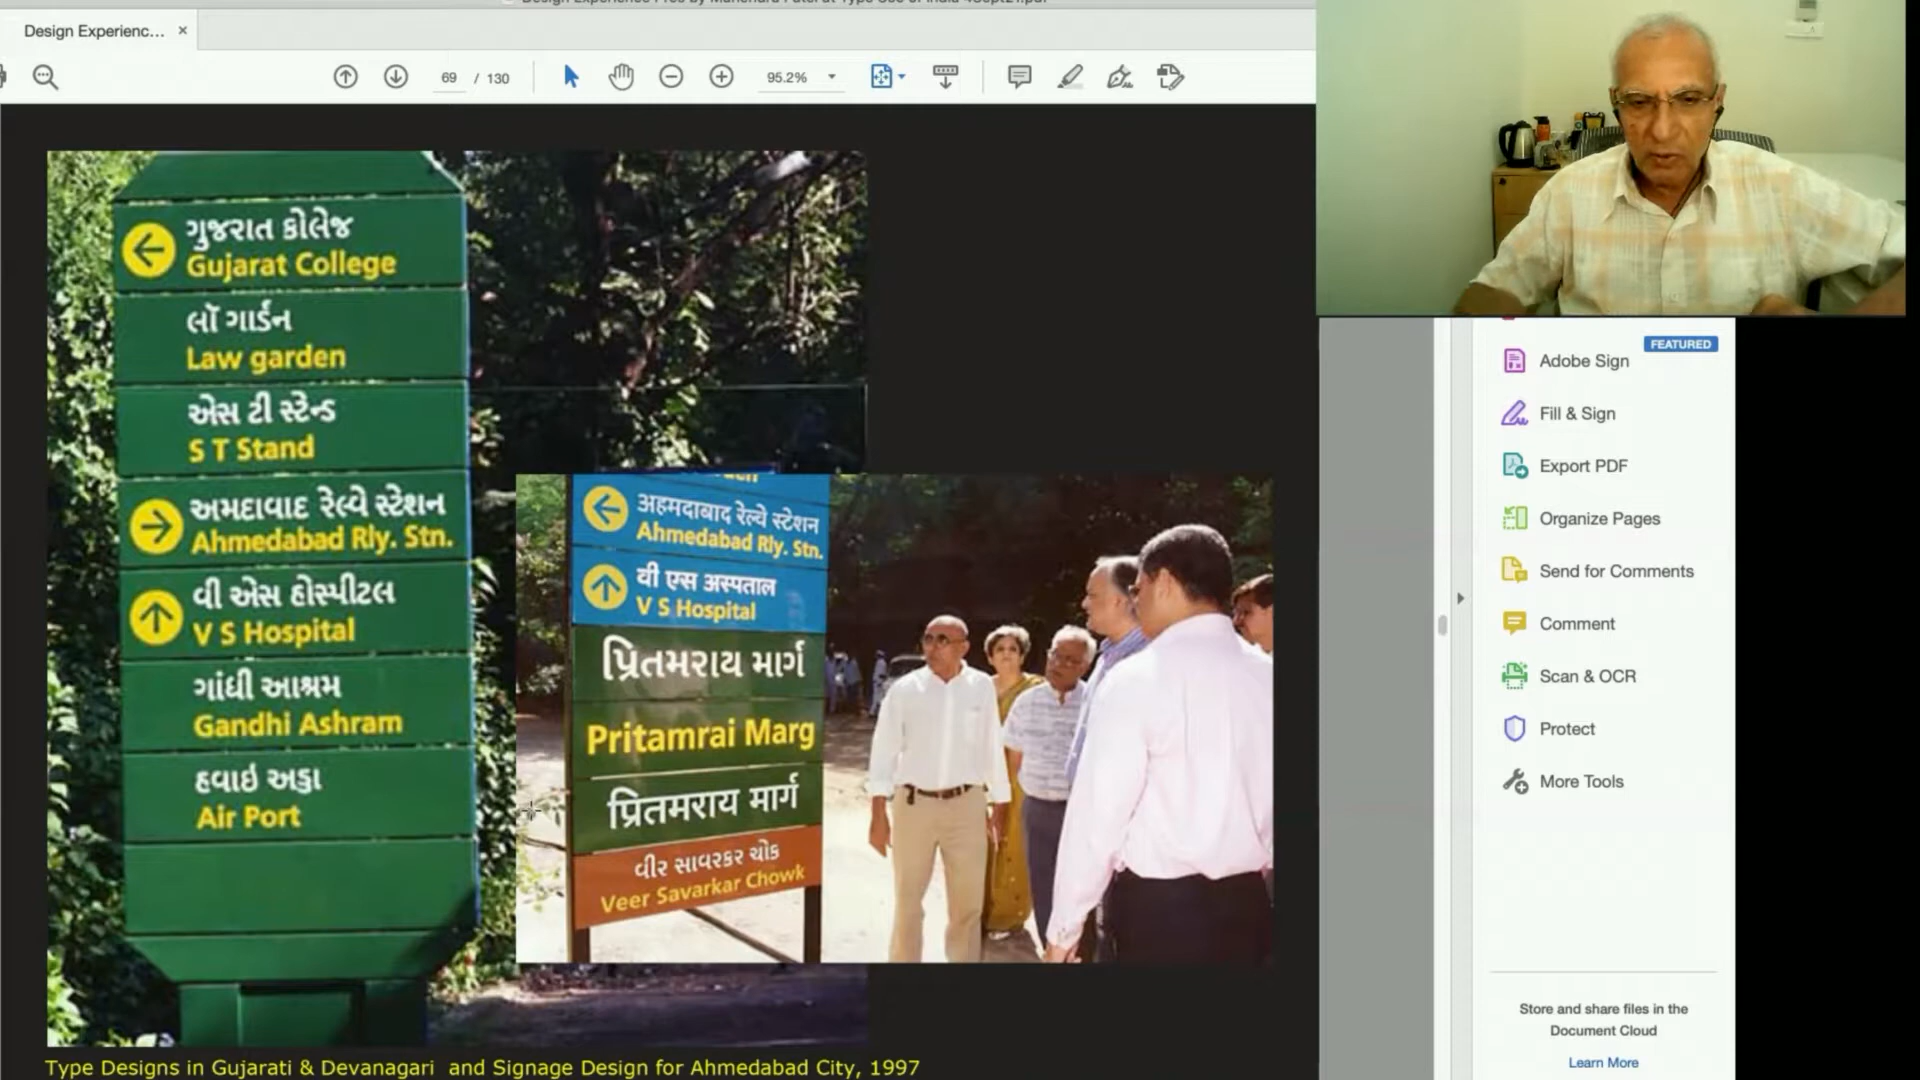 Design Experienc...
69 / 130
95.2%
ગુજરાત કોલેજ
Gujarat College
લૉ ગાર્ડન
Law garden
એસ ટી સ્ટેન્ડ
S T Stand
અમદાવાદ રેલ્વે સ્ટેશન
Ahmedabad Rly. Stn.
વી એસ હોસ્પીટલ
V S Hospital
ગાંધી આશ્રમ
Gandhi Ashram
હવાઇ અડ્ડા
Air Port
अहमदाबाद रेल्वे स्टेशन
Ahmedabad Rly. Stn.
वी एस अस्पताल
V S Hospital
પ્રિતમરાય માર્ગ
Pritamrai Marg
प्रितमराय मार्ग
વીર સાવરકર ચોક
Veer Savarkar Chowk
Type Designs in Gujarati & Devanagari and Signage Design for Ahmedabad City, 1997
FEATURED
Adobe Sign
Fill & Sign
Export PDF
Organize Pages
Send for Comments
Comment
Scan & OCR
Protect
More Tools
Store and share files in the
Document Cloud
Learn More